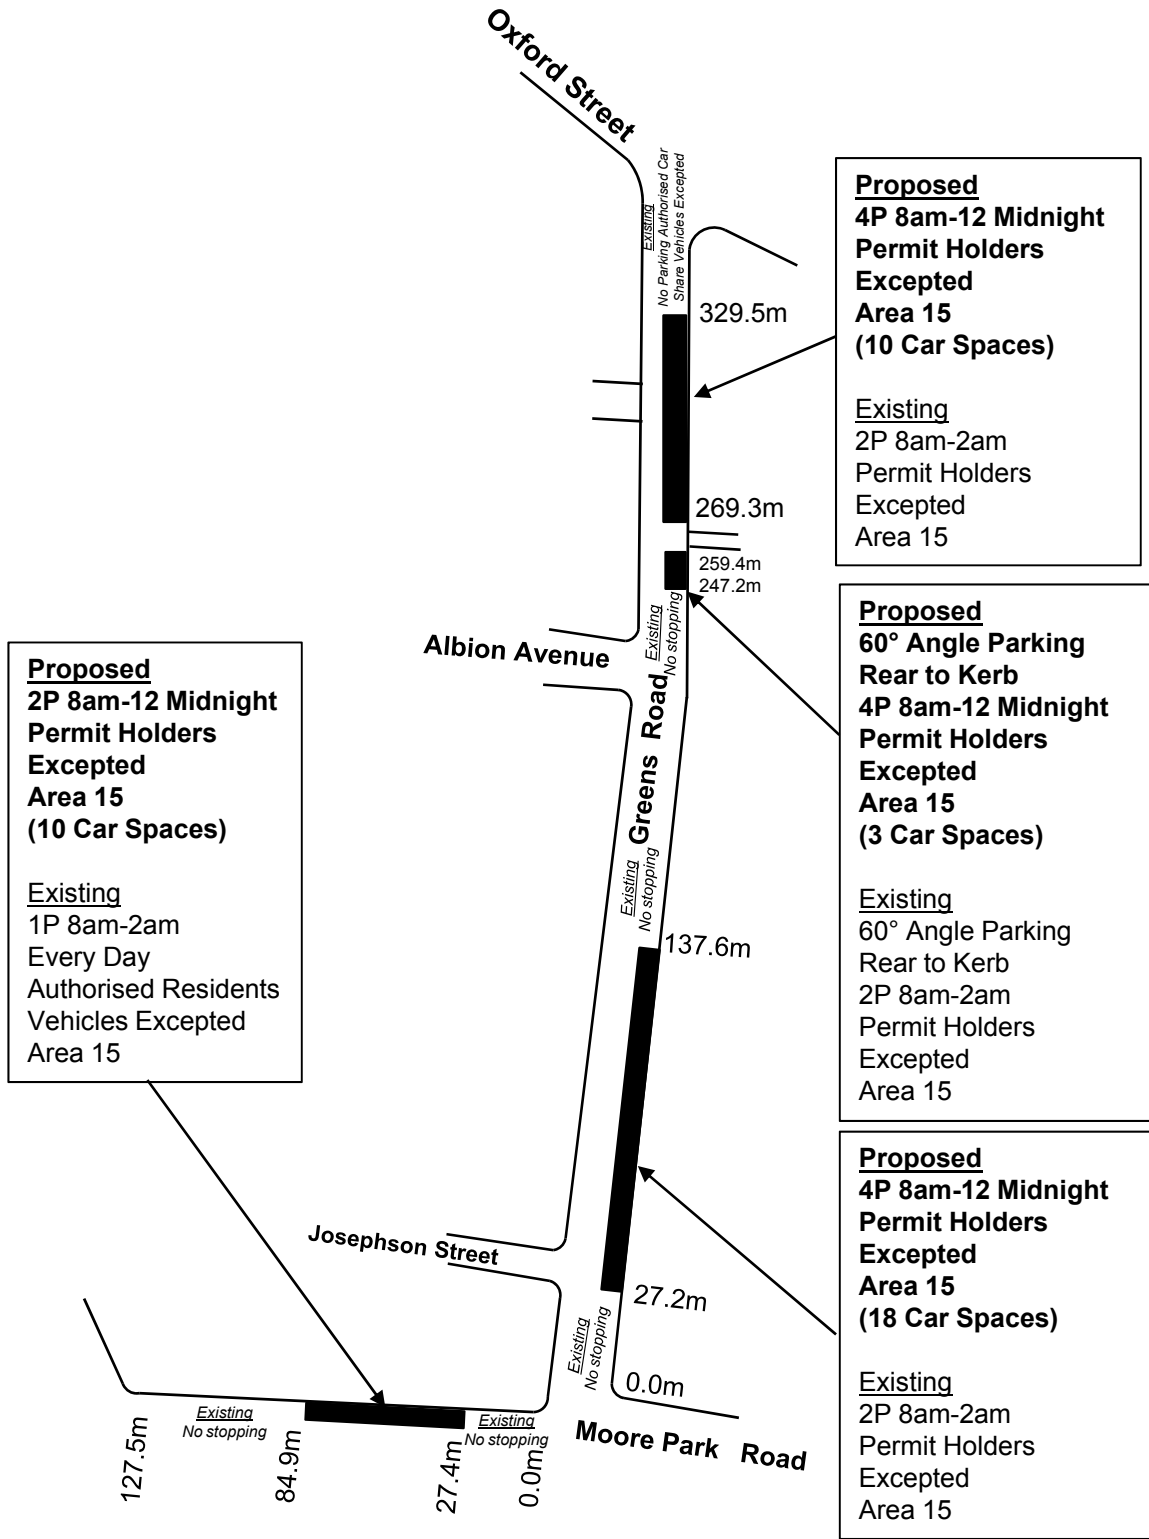 Oxford Street
Existing
No Parking Authorised Car
Share Vehicles Excepted
329.5m
269.3m
259.4m
247.2m
Proposed
4P 8am-12 Midnight
Permit Holders
Excepted
Area 15
(10 Car Spaces)
Existing
2P 8am-2am
Permit Holders
Excepted
Area 15
Albion Avenue
Existing
No stopping
Greens Road
Proposed
60° Angle Parking
Rear to Kerb
4P 8am-12 Midnight
Permit Holders
Excepted
Area 15
(3 Car Spaces)
Existing
60° Angle Parking
Rear to Kerb
2P 8am-2am
Permit Holders
Excepted
Area 15
Proposed
2P 8am-12 Midnight
Permit Holders
Excepted
Area 15
(10 Car Spaces)
Existing
1P 8am-2am
Every Day
Authorised Residents
Vehicles Excepted
Area 15
Existing
No stopping
137.6m
Josephson Street
27.2m
Existing
No stopping
0.0m
Proposed
4P 8am-12 Midnight
Permit Holders
Excepted
Area 15
(18 Car Spaces)
Existing
2P 8am-2am
Permit Holders
Excepted
Area 15
Existing
No stopping
Existing
No stopping
Moore Park Road
127.5m
84.9m
27.4m
0.0m